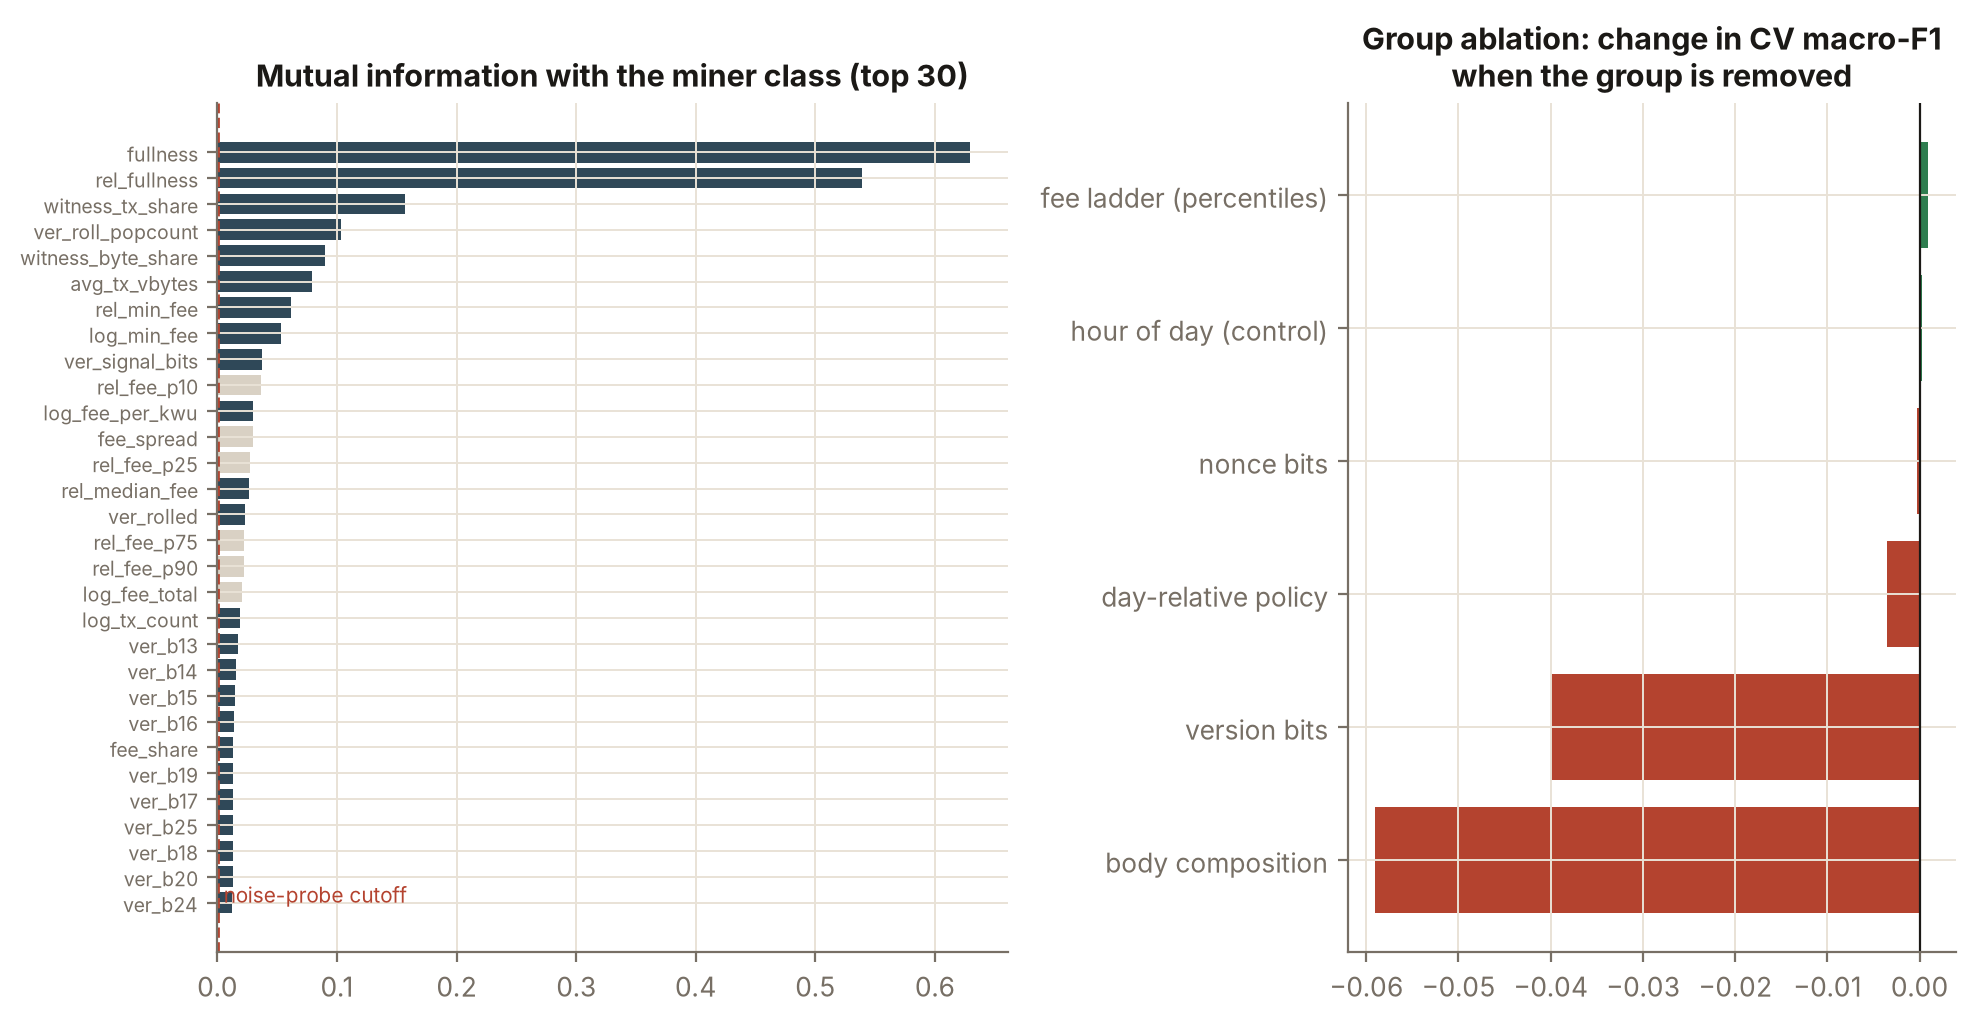 Mutual information with the miner class (top 30)
fullness
rel_fullness
witness_tx_share
ver_roll_popcount
witness_byte_share
avg_tx_vbytes
rel_min_fee
log_min_fee
ver_signal_bits
rel_fee_p10
log_fee_per_kwu
fee_spread
rel_fee_p25
rel_median_fee
ver_rolled
rel_fee_p75
rel_fee_p90
log_fee_total
log_tx_count
ver_b13
ver_b14
ver_b15
ver_b16
fee_share
ver_b19
ver_b17
ver_b25
ver_b18
ver_b20
ver_b24
noise-probe cutoff
0.0 0.1 0.2 0.3 0.4 0.5 0.6
Group ablation: change in CV macro-F1
when the group is removed
fee ladder (percentiles)
hour of day (control)
nonce bits
day-relative policy
version bits
body composition
−0.06 −0.05 −0.04 −0.03 −0.02 −0.01 0.00